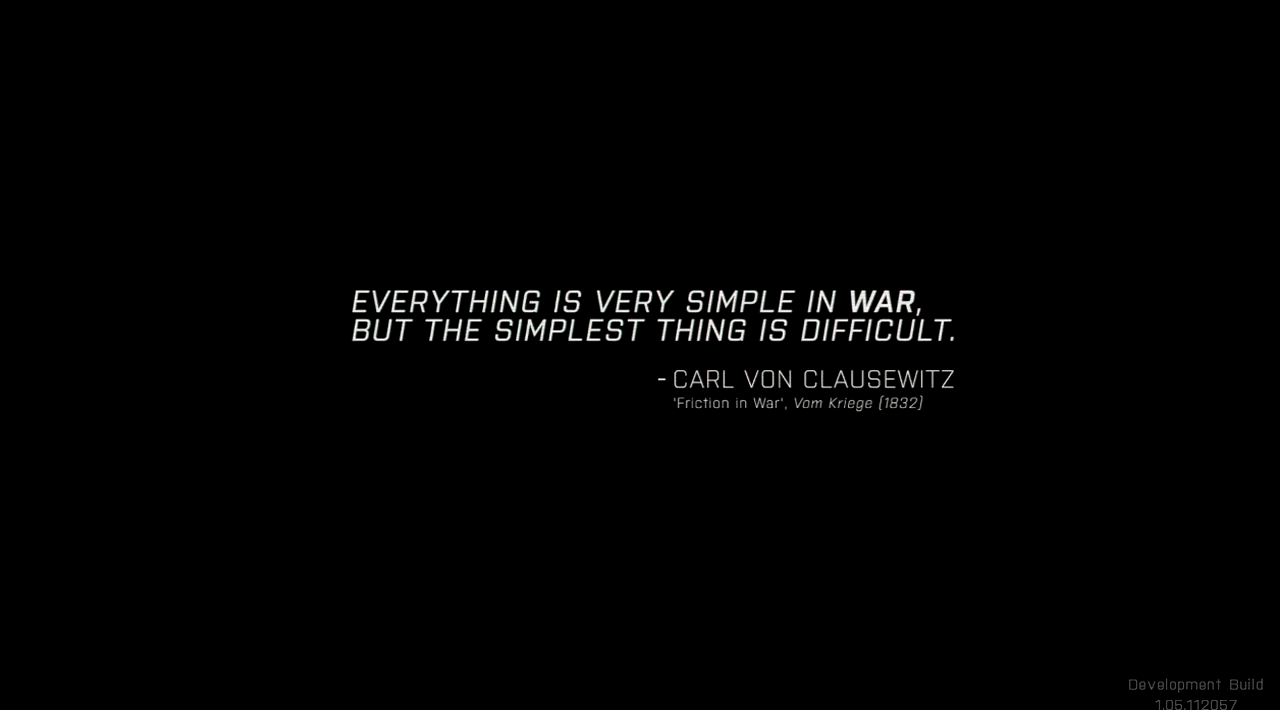 EVERYTHING IS VERY SIMPLE IN WAR,
BUT THE SIMPLEST THING IS DIFFICULT.
- CARL VON CLAUSEWITZ
'Friction in War', Vom Kriege (1832)
Development Build
1.05.112057